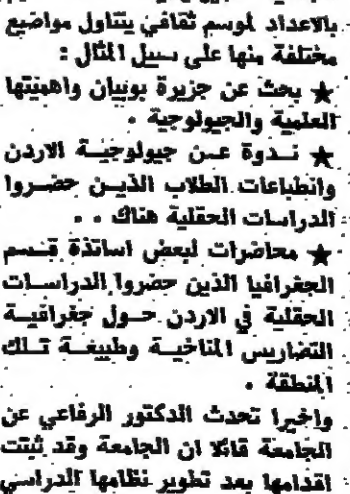 بالاعداد لموسم ثقافي يتناول مواضيع
مختلفة منها على سبيل المثال :
★ بحث عن جزيرة بوبيان واهميتها
العلمية والجيولوجية .
★ ندوة عن جيولوجية الاردن
وانطباعات الطلاب الذين حضروا
الدراسات الحقلية هناك . .
★ محاضرات لبعض اساتذة قسم
الجغرافيا الذين حضروا الدراسات
الحقلية في الاردن حول جغرافية
التضاريس المناخية وطبيعة تلك
المنطقة .
واخيرا تحدث الدكتور الرفاعي عن
الجامعة قائلا ان الجامعة وقد ثبتت
اقدامها بعد تطوير نظامها الدراسي